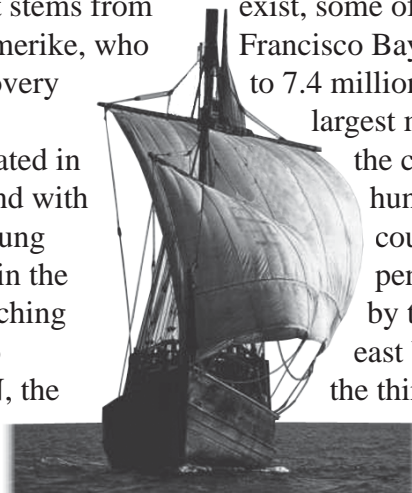 stems from
merike, who
overy
ated in
nd with
ung
in the
ching
, the
exist, some of
Francisco Bay
to 7.4 million
largest
the c
hun
cou
per
by t
east
the thi